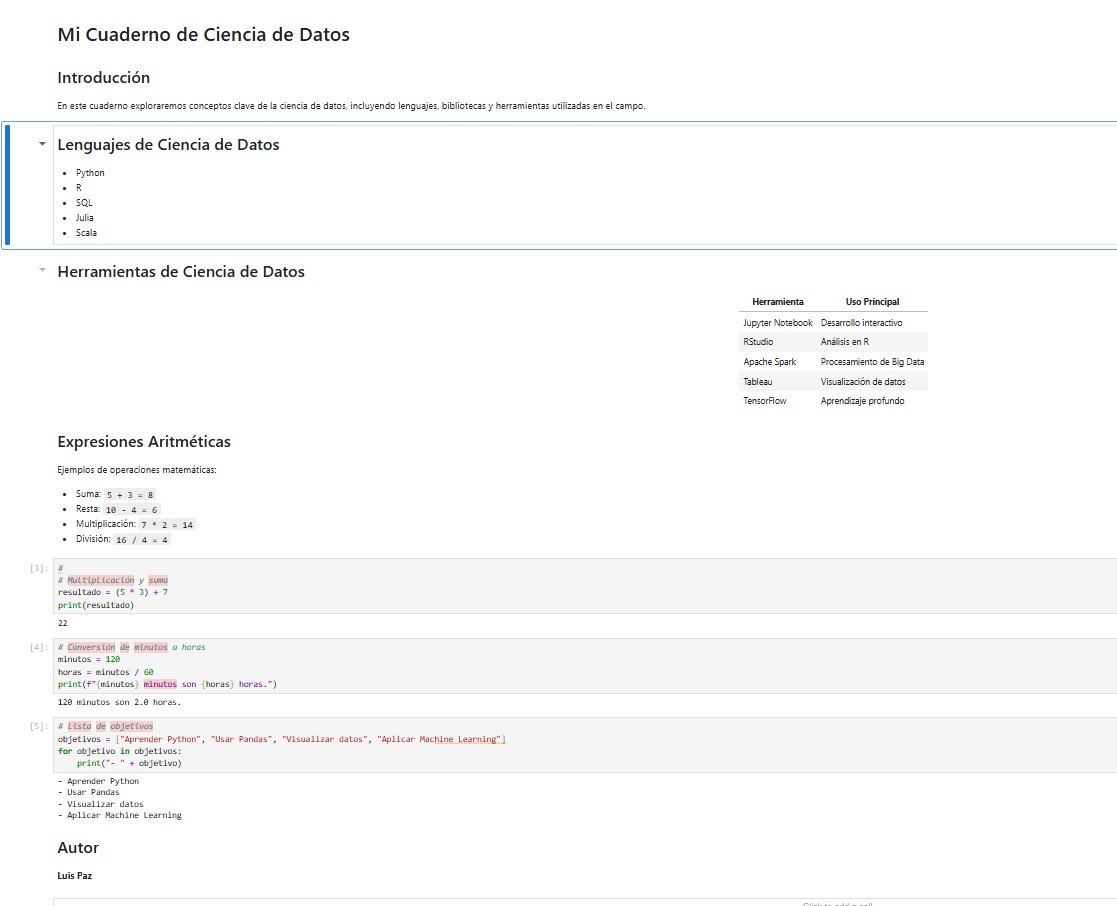 Mi Cuaderno de Ciencia de Datos
Introducción
En este cuaderno exploraremos conceptos clave de la ciencia de datos, incluyendo lenguajes, bibliotecas y herramientas utilizadas en el campo.
Lenguajes de Ciencia de Datos
• Python
• R
• SQL
• Julia
• Scala
Herramientas de Ciencia de Datos
Herramienta Uso Principal
Jupyter Notebook Desarrollo interactivo
RStudio Análisis en R
Apache Spark Procesamiento de Big Data
Tableau Visualización de datos
TensorFlow Aprendizaje profundo
Expresiones Aritméticas
Ejemplos de operaciones matemáticas:
• Suma: 5 + 3 = 8
• Resta: 10 - 4 = 6
• Multiplicación: 7 * 2 = 14
• División: 16 / 4 = 4
[3]: #
# Multiplicación y suma
resultado = (5 * 3) + 7
print(resultado)
22
[4]: # Conversión de minutos a horas
minutos = 120
horas = minutos / 60
print(f"{minutos} minutos son {horas} horas.")
120 minutos son 2.0 horas.
[5]: # Lista de objetivos
objetivos = ["Aprender Python", "Usar Pandas", "Visualizar datos", "Aplicar Machine Learning"]
for objetivo in objetivos:
    print("- " + objetivo)
- Aprender Python
- Usar Pandas
- Visualizar datos
- Aplicar Machine Learning
Autor
Luis Paz
Click to add a cell